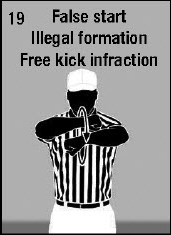 19 False start
Illegal formation
Free kick infraction